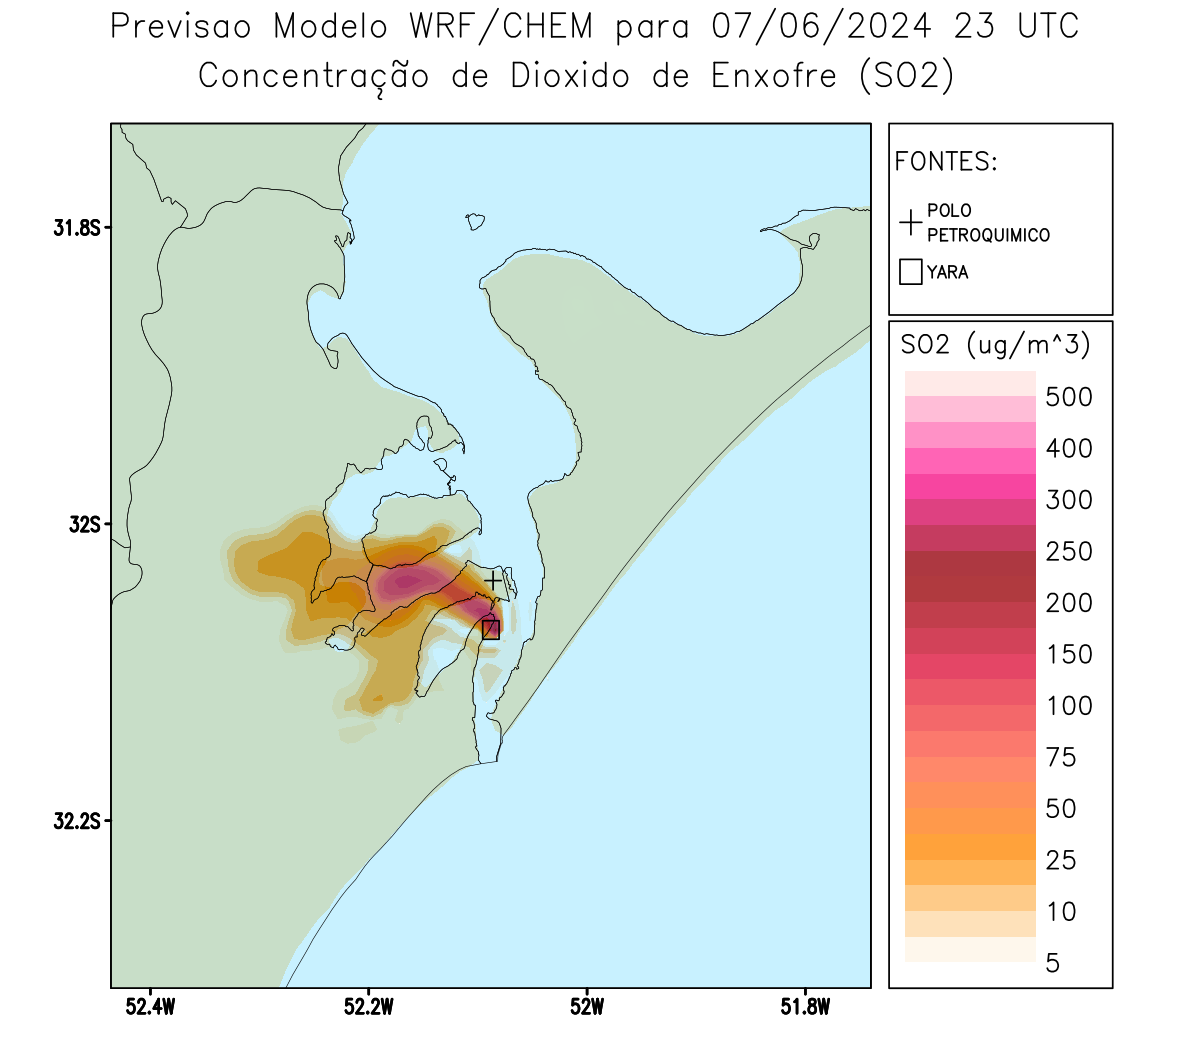 Previsao Modelo WRF/CHEM para 07/06/2024 23 UTC
Concentração de Dioxido de Enxofre (SO2)
FONTES:
POLO
PETROQUIMICO
YARA
31.8S
32S
32.2S
52.4W
52.2W
52W
51.8W
SO2 (ug/m^3)
500
400
300
250
200
150
100
75
50
25
10
5